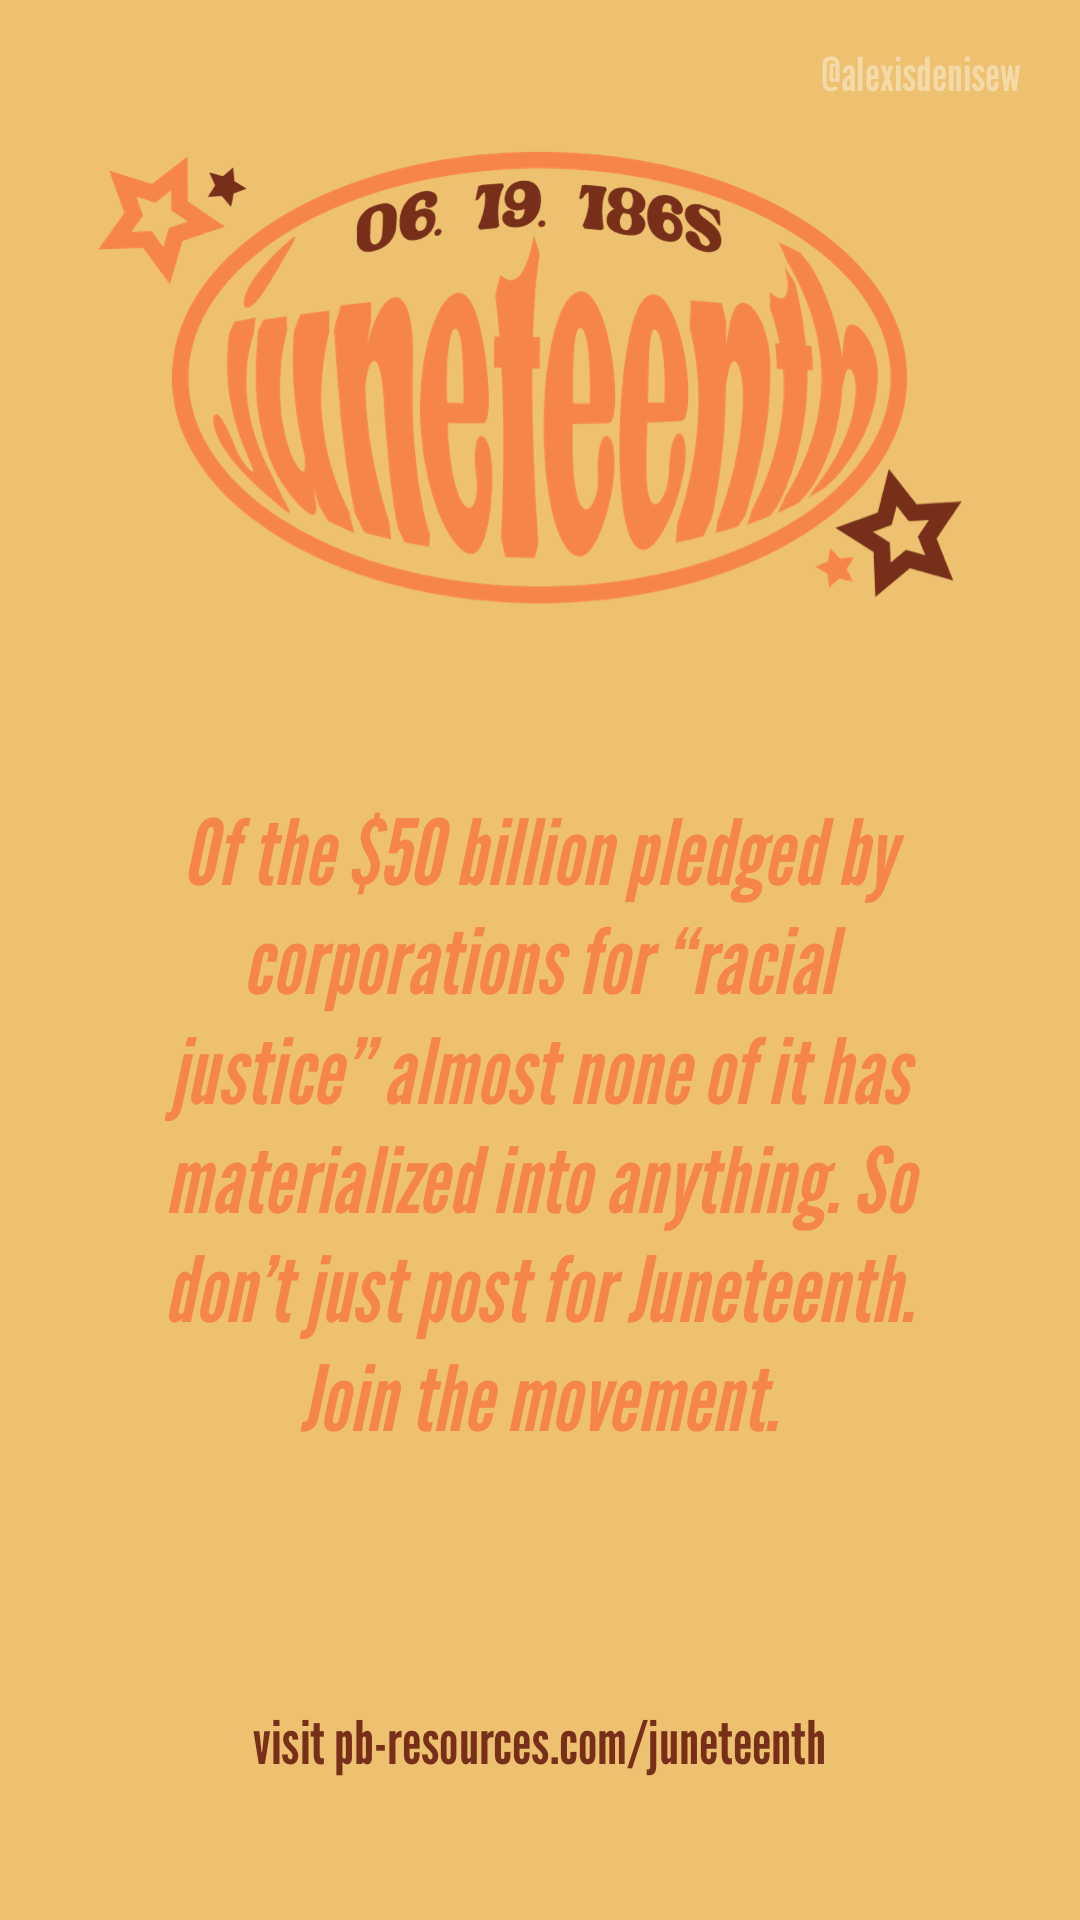 @alexisdenisew
06. 19. 1865
juneteenth
Of the $50 billion pledged by
corporations for “racial
justice” almost none of it has
materialized into anything. So
don’t just post for Juneteenth.
Join the movement.
visit pb-resources.com/juneteenth